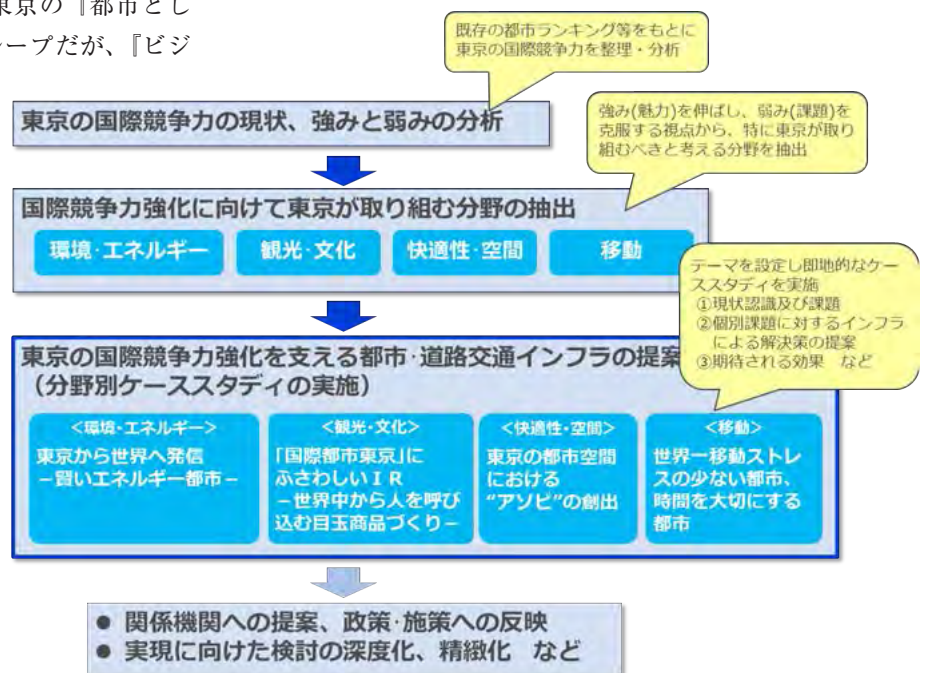 東京の『都市とし
ープだが、『ビジ
既存の都市ランキング等をもとに
東京の国際競争力を整理・分析
東京の国際競争力の現状、強みと弱みの分析
強み(魅力)を伸ばし、弱み(課題)を
克服する視点から、特に東京が取り
組むべきと考える分野を抽出
国際競争力強化に向けて東京が取り組む分野の抽出
環境･エネルギー
観光･文化
快適性･空間
移動
テーマを設定し即地的なケー
ススタディを実施
①現状認識及び課題
②個別課題に対するインフラ
による解決策の提案
③期待される効果　など
東京の国際競争力強化を支える都市･道路交通インフラの提案
（分野別ケーススタディの実施）
＜環境･エネルギー＞
東京から世界へ発信
－賢いエネルギー都市－
＜観光･文化＞
｢国際都市東京｣に
ふさわしいＩＲ
－世界中から人を呼び
込む目玉商品づくり－
＜快適性･空間＞
東京の都市空間
における
“アソビ”の創出
＜移動＞
世界一移動ストレ
スの少ない都市、
時間を大切にする
都市
● 関係機関への提案、政策･施策への反映
● 実現に向けた検討の深度化、精緻化　など